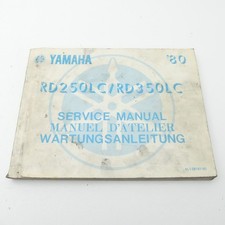 YAMAHA '80
RD250LC/RD350LC
SERVICE MANUAL
MANUEL D'ATELIER
WARTUNGSANLEITUNG